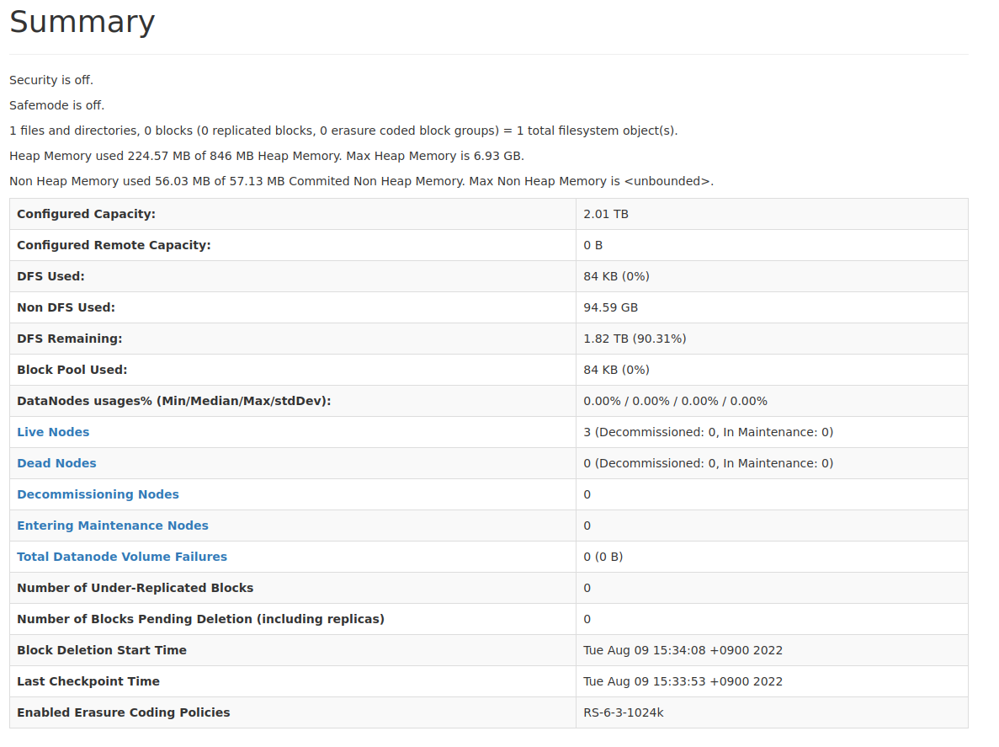 Summary
Security is off.
Safemode is off.
1 files and directories, 0 blocks (0 replicated blocks, 0 erasure coded block groups) = 1 total filesystem object(s).
Heap Memory used 224.57 MB of 846 MB Heap Memory. Max Heap Memory is 6.93 GB.
Non Heap Memory used 56.03 MB of 57.13 MB Commited Non Heap Memory. Max Non Heap Memory is <unbounded>.
Configured Capacity: 2.01 TB
Configured Remote Capacity: 0 B
DFS Used: 84 KB (0%)
Non DFS Used: 94.59 GB
DFS Remaining: 1.82 TB (90.31%)
Block Pool Used: 84 KB (0%)
DataNodes usages% (Min/Median/Max/stdDev): 0.00% / 0.00% / 0.00% / 0.00%
Live Nodes 3 (Decommissioned: 0, In Maintenance: 0)
Dead Nodes 0 (Decommissioned: 0, In Maintenance: 0)
Decommissioning Nodes 0
Entering Maintenance Nodes 0
Total Datanode Volume Failures 0 (0 B)
Number of Under-Replicated Blocks 0
Number of Blocks Pending Deletion (including replicas) 0
Block Deletion Start Time Tue Aug 09 15:34:08 +0900 2022
Last Checkpoint Time Tue Aug 09 15:33:53 +0900 2022
Enabled Erasure Coding Policies RS-6-3-1024k